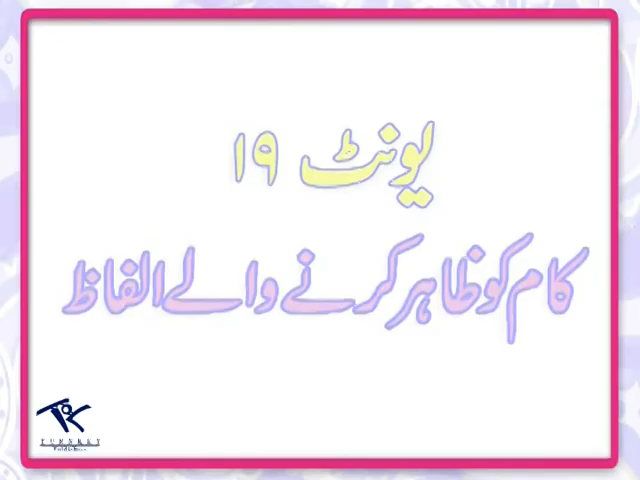 یونٹ ۱۹
کام کو ظاہر کرنے والے الفاظ